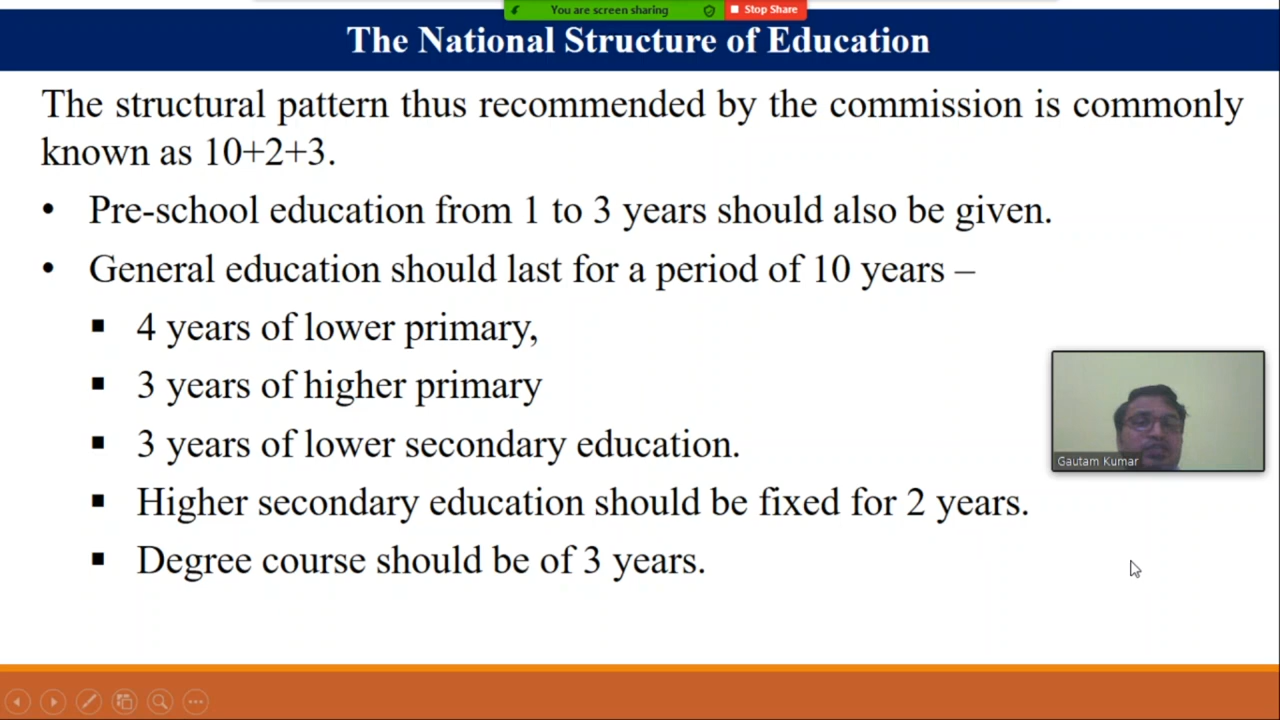 You are screen sharing
Stop Share
The National Structure of Education
The structural pattern thus recommended by the commission is commonly
known as 10+2+3.
• Pre-school education from 1 to 3 years should also be given.
• General education should last for a period of 10 years –
▪ 4 years of lower primary,
▪ 3 years of higher primary
▪ 3 years of lower secondary education.
▪ Higher secondary education should be fixed for 2 years.
▪ Degree course should be of 3 years.
Gautam Kumar